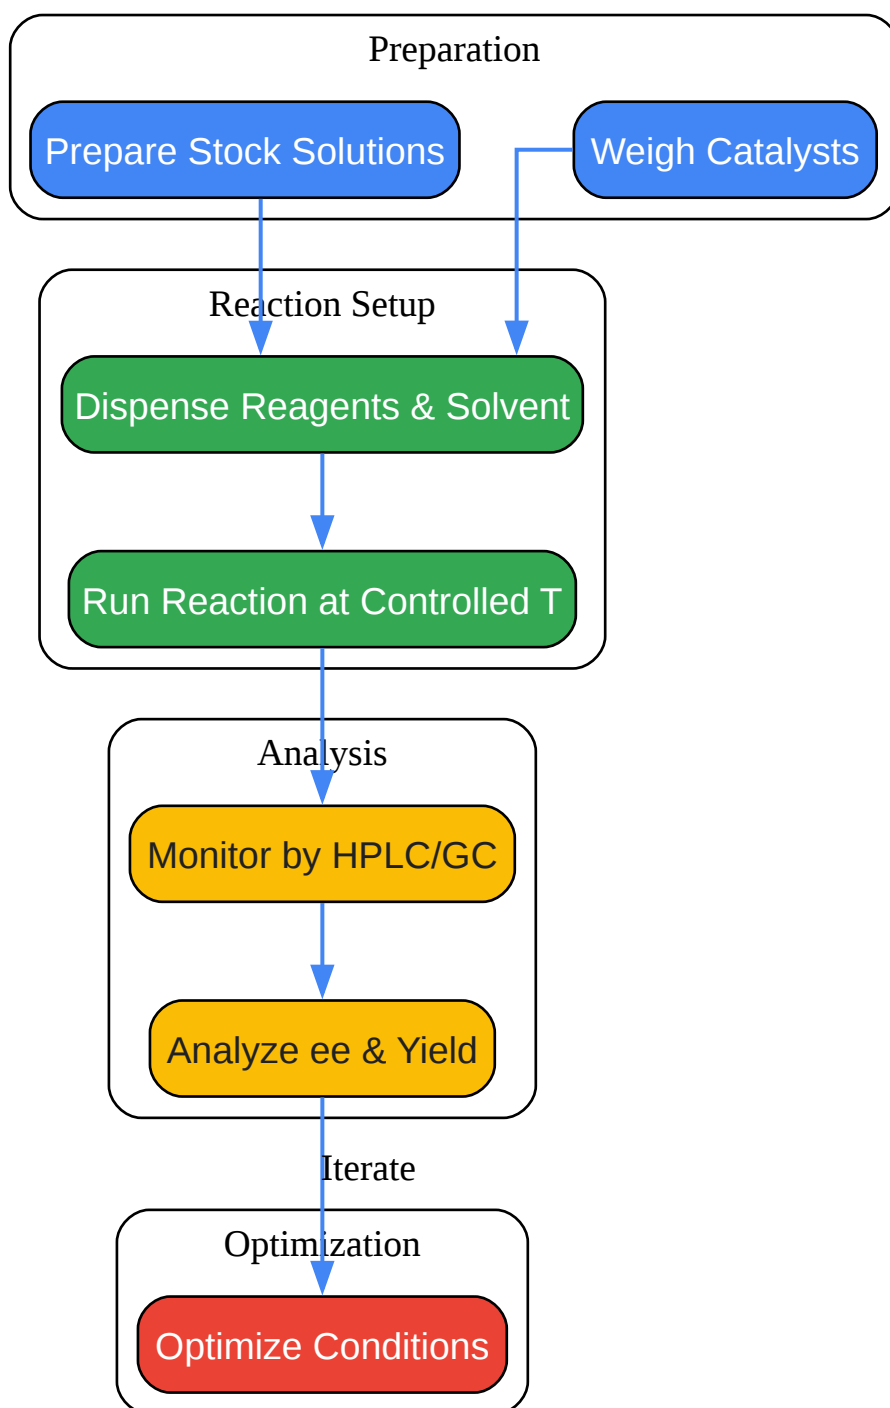 Preparation
Prepare Stock Solutions
Weigh Catalysts
Reaction Setup
Dispense Reagents & Solvent
Run Reaction at Controlled T
Analysis
Monitor by HPLC/GC
Analyze ee & Yield
Iterate
Optimization
Optimize Conditions